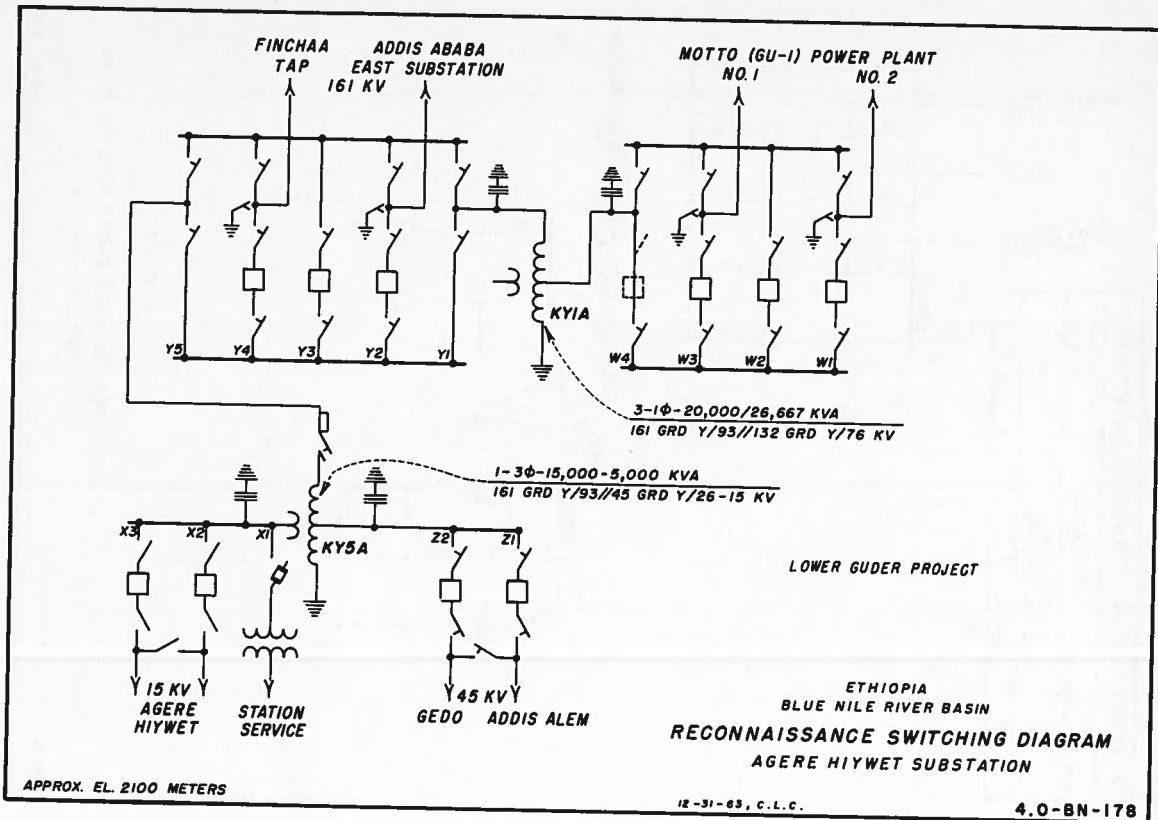 FINCHAA
TAP
ADDIS ABABA
EAST SUBSTATION
161 KV
MOTTO (GU-1) POWER PLANT
NO. 1
NO. 2
KY1A
Y5
Y4
Y3
Y2
Y1
W4
W3
W2
W1
3-1Φ-20,000/26,667 KVA
161 GRD Y/93//132 GRD Y/76 KV
1-3Φ-15,000-5,000 KVA
161 GRD Y/93//45 GRD Y/26-15 KV
X3
X2
X1
KY5A
Z2
Z1
LOWER GUDER PROJECT
15 KV
AGERE
HIYWET
STATION
SERVICE
45 KV
GEDO
ADDIS ALEM
ETHIOPIA
BLUE NILE RIVER BASIN
RECONNAISSANCE SWITCHING DIAGRAM
AGERE HIYWET SUBSTATION
APPROX. EL. 2100 METERS
12-31-63, C.L.C.
4.0-BN-178